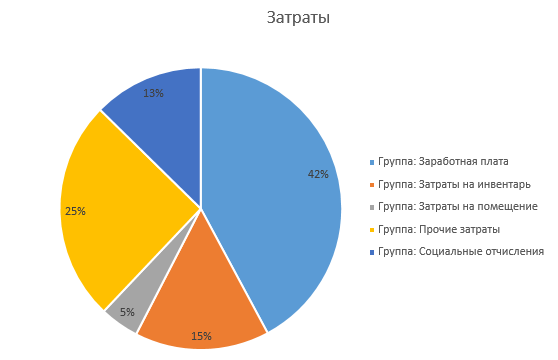 Затраты
13%
42%
25%
5%
15%
Группа: Заработная плата
Группа: Затраты на инвентарь
Группа: Затраты на помещение
Группа: Прочие затраты
Группа: Социальные отчисления